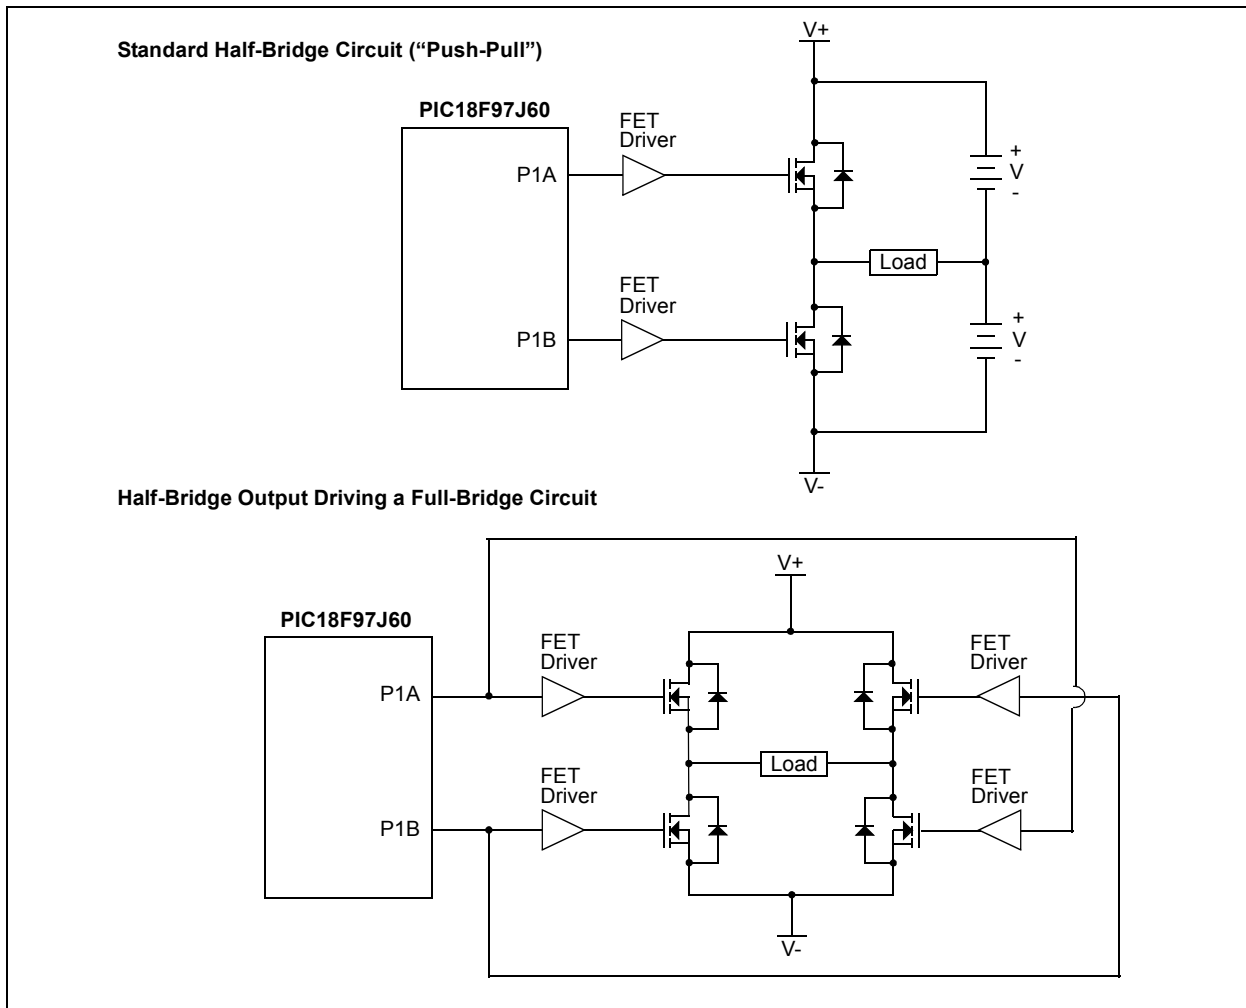 Standard Half-Bridge Circuit (“Push-Pull”)
V+
PIC18F97J60
FET
Driver
P1A
+
V
-
Load
FET
Driver
P1B
+
V
-
V-
Half-Bridge Output Driving a Full-Bridge Circuit
V+
PIC18F97J60
FET
Driver
FET
Driver
P1A
Load
FET
Driver
FET
Driver
P1B
V-